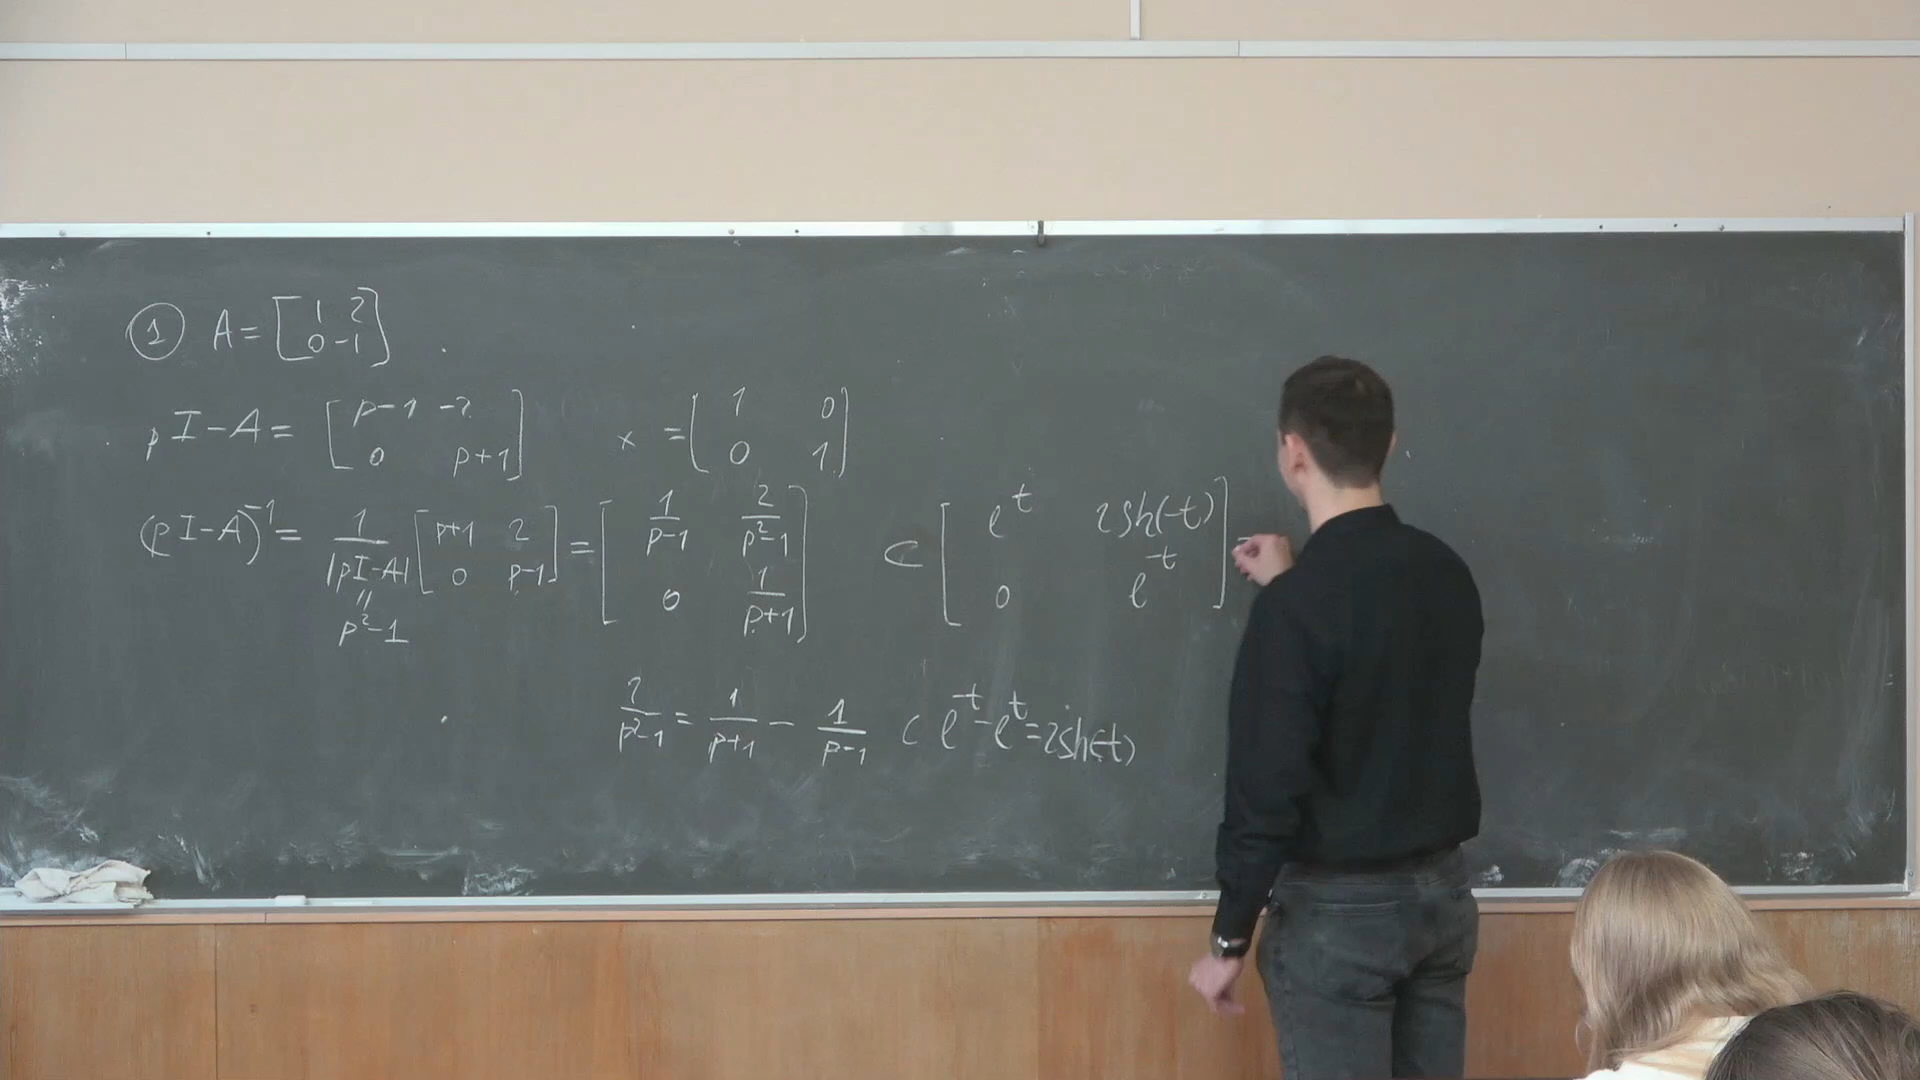 ① A = [ 1 2 ; 0 -1 ]
pI-A = [ p-1 -2 ; 0 p+1 ] x = [ 1 0 ; 0 1 ]
(pI-A)^{-1} = 1/|pI-A| [ p+1 2 ; 0 p-1 ] = [ 1/(p-1) 2/(p²-1) ; 0 1/(p+1) ] ⊂ [ e^t 2sh(-t) ; 0 e^{-t} ] =
"
p²-1
2/(p²-1) = 1/(p+1) - 1/(p-1) ⊂ e^{-t} - e^t = 2sh(-t)